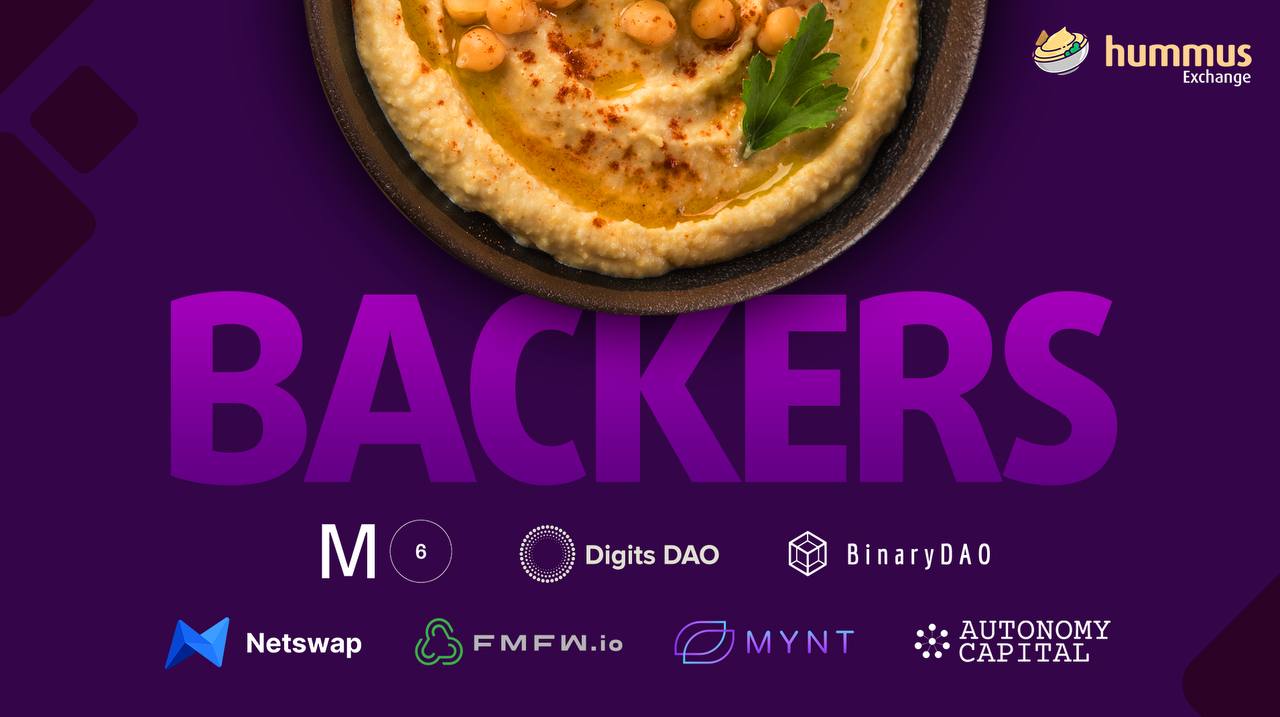 hummus
Exchange
BACKERS
M 6
Digits DAO
BinaryDAO
Netswap
FMFW.io
MYNT
AUTONOMY
CAPITAL